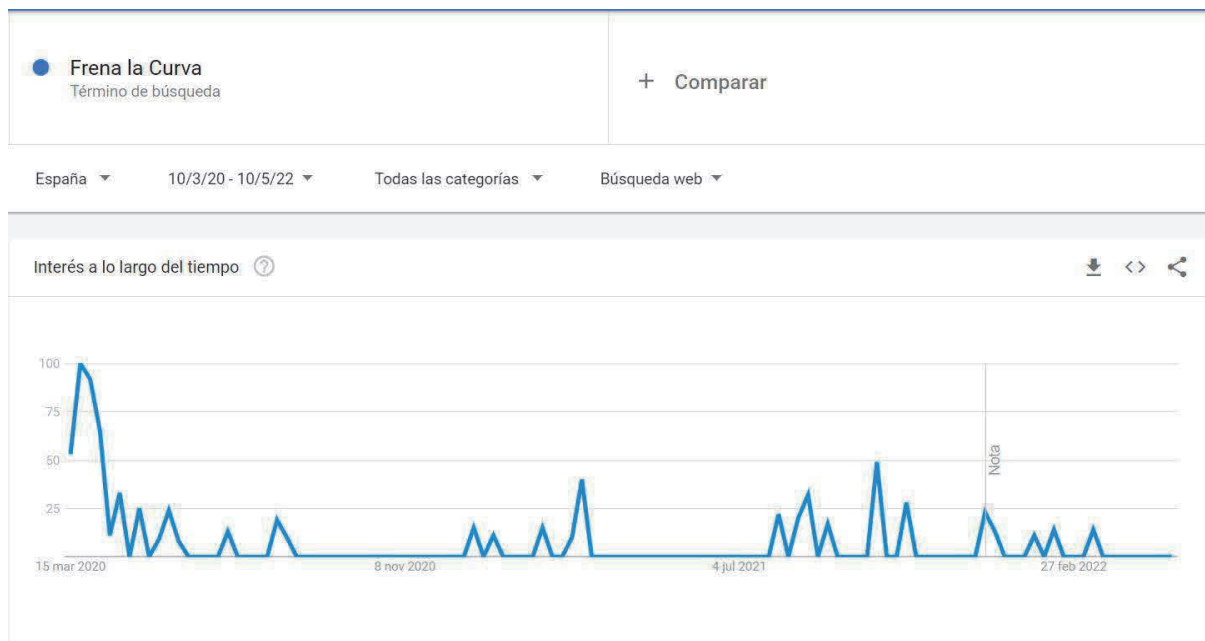 Frena la Curva
Término de búsqueda
+ Comparar
España
10/3/20 - 10/5/22
Todas las categorías
Búsqueda web
Interés a lo largo del tiempo
100
75
50
25
Nota
15 mar 2020
8 nov 2020
4 jul 2021
27 feb 2022